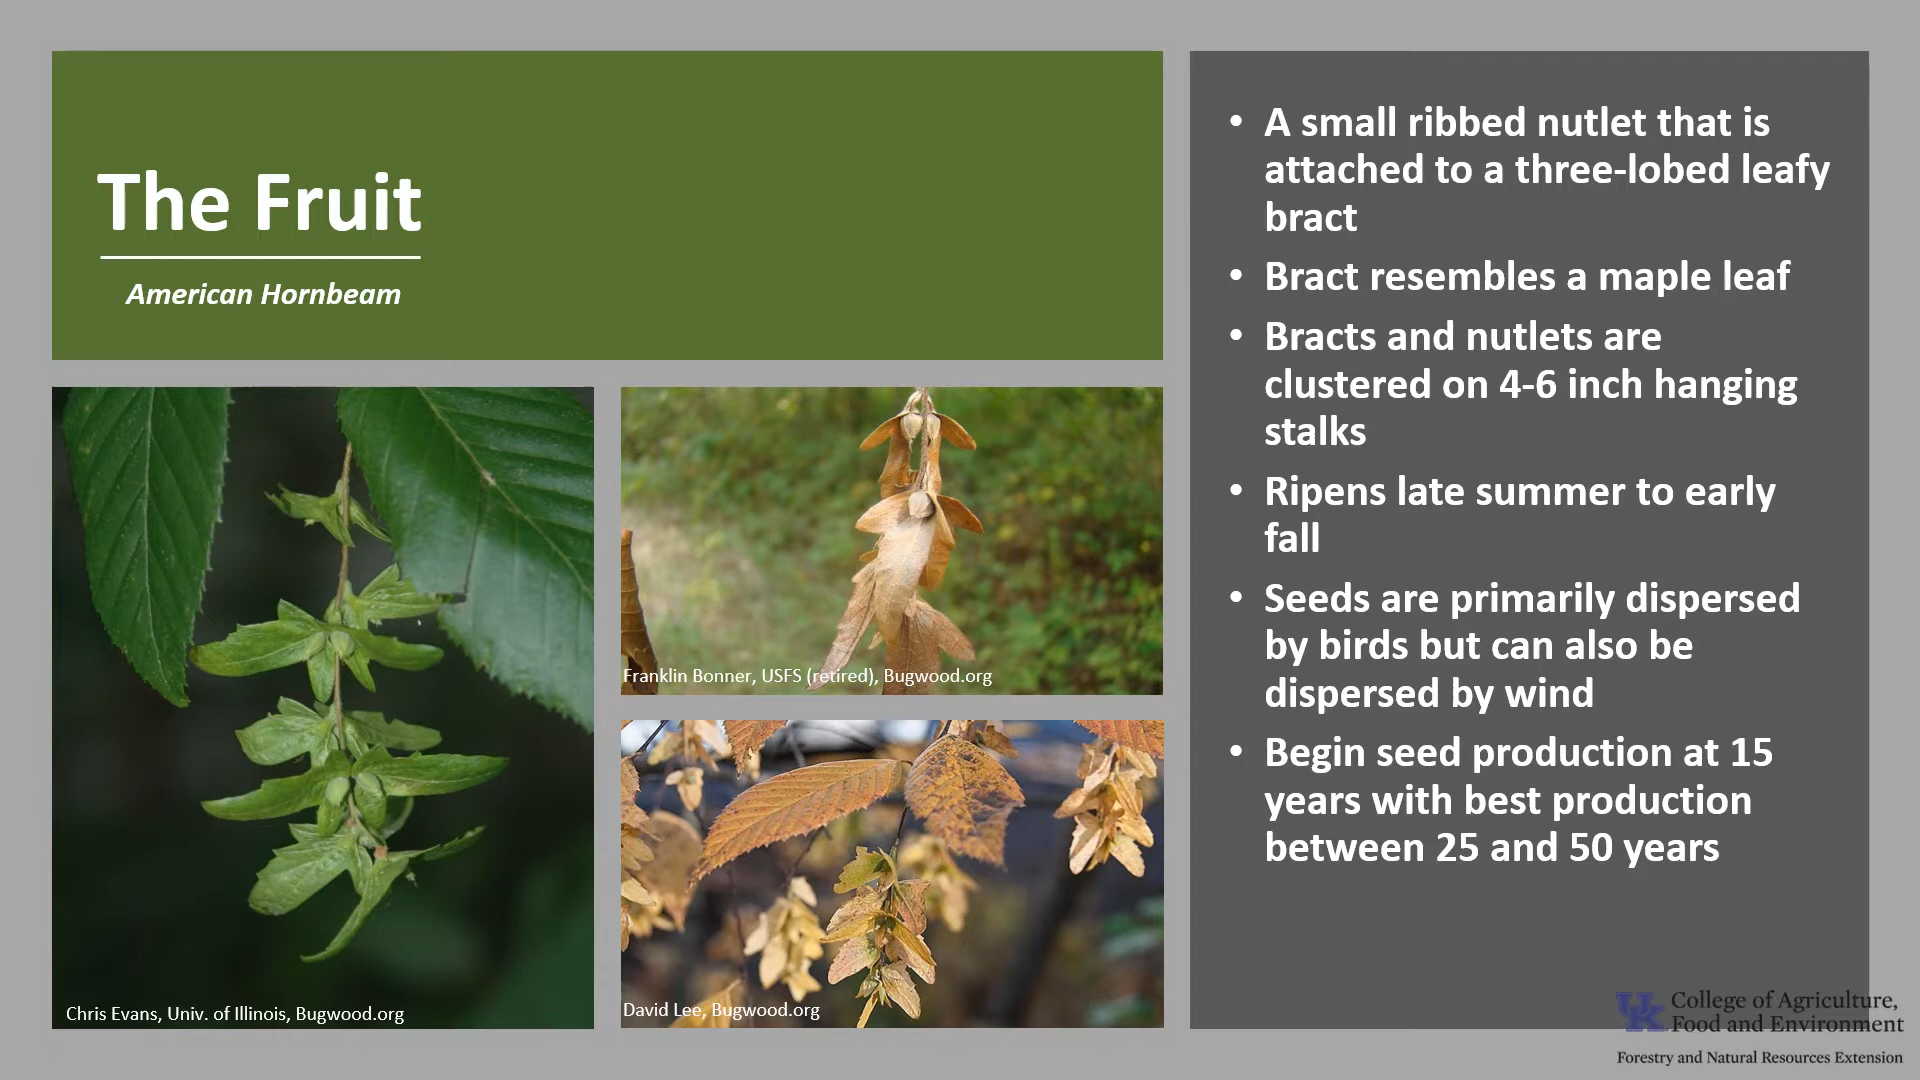 The Fruit
American Hornbeam
• A small ribbed nutlet that is
attached to a three-lobed leafy
bract
• Bract resembles a maple leaf
• Bracts and nutlets are
clustered on 4-6 inch hanging
stalks
• Ripens late summer to early
fall
• Seeds are primarily dispersed
by birds but can also be
dispersed by wind
• Begin seed production at 15
years with best production
between 25 and 50 years
Franklin Bonner, USFS (retired), Bugwood.org
Chris Evans, Univ. of Illinois, Bugwood.org
David Lee, Bugwood.org
UK College of Agriculture,
Food and Environment
Forestry and Natural Resources Extension